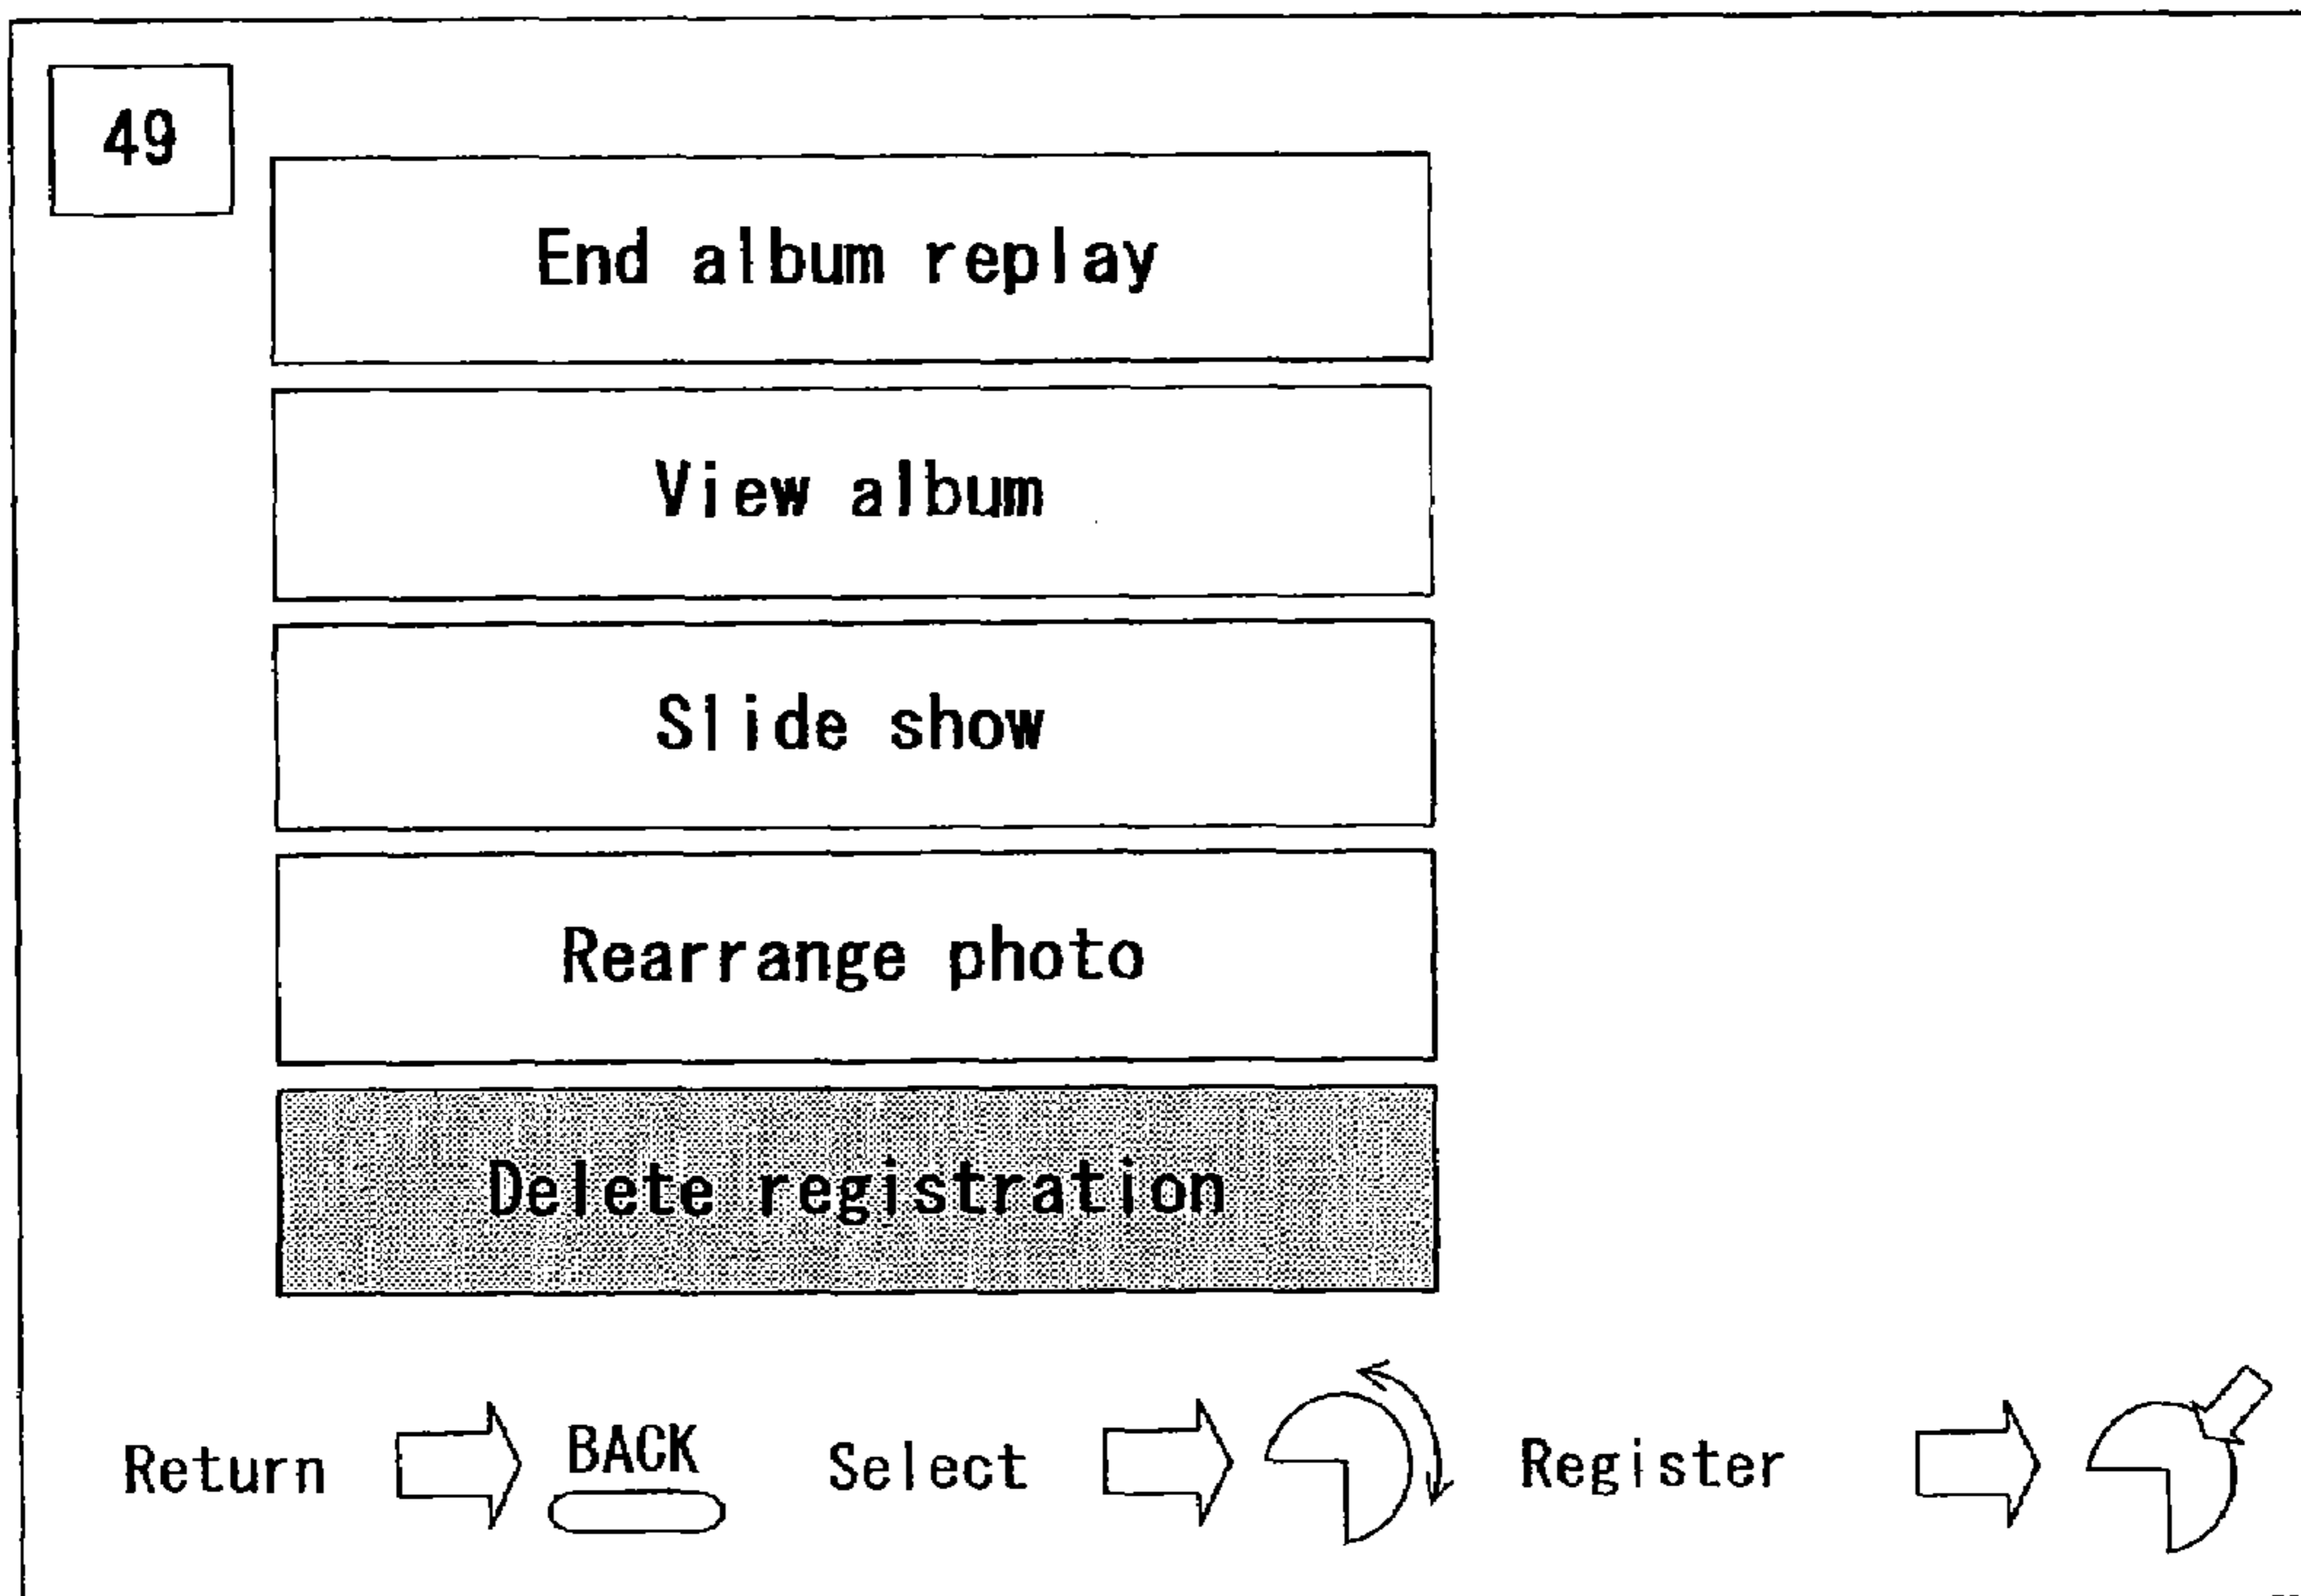 49
End album replay
View album
Slide show
Rearrange photo
Delete registration
Return BACK Select Register